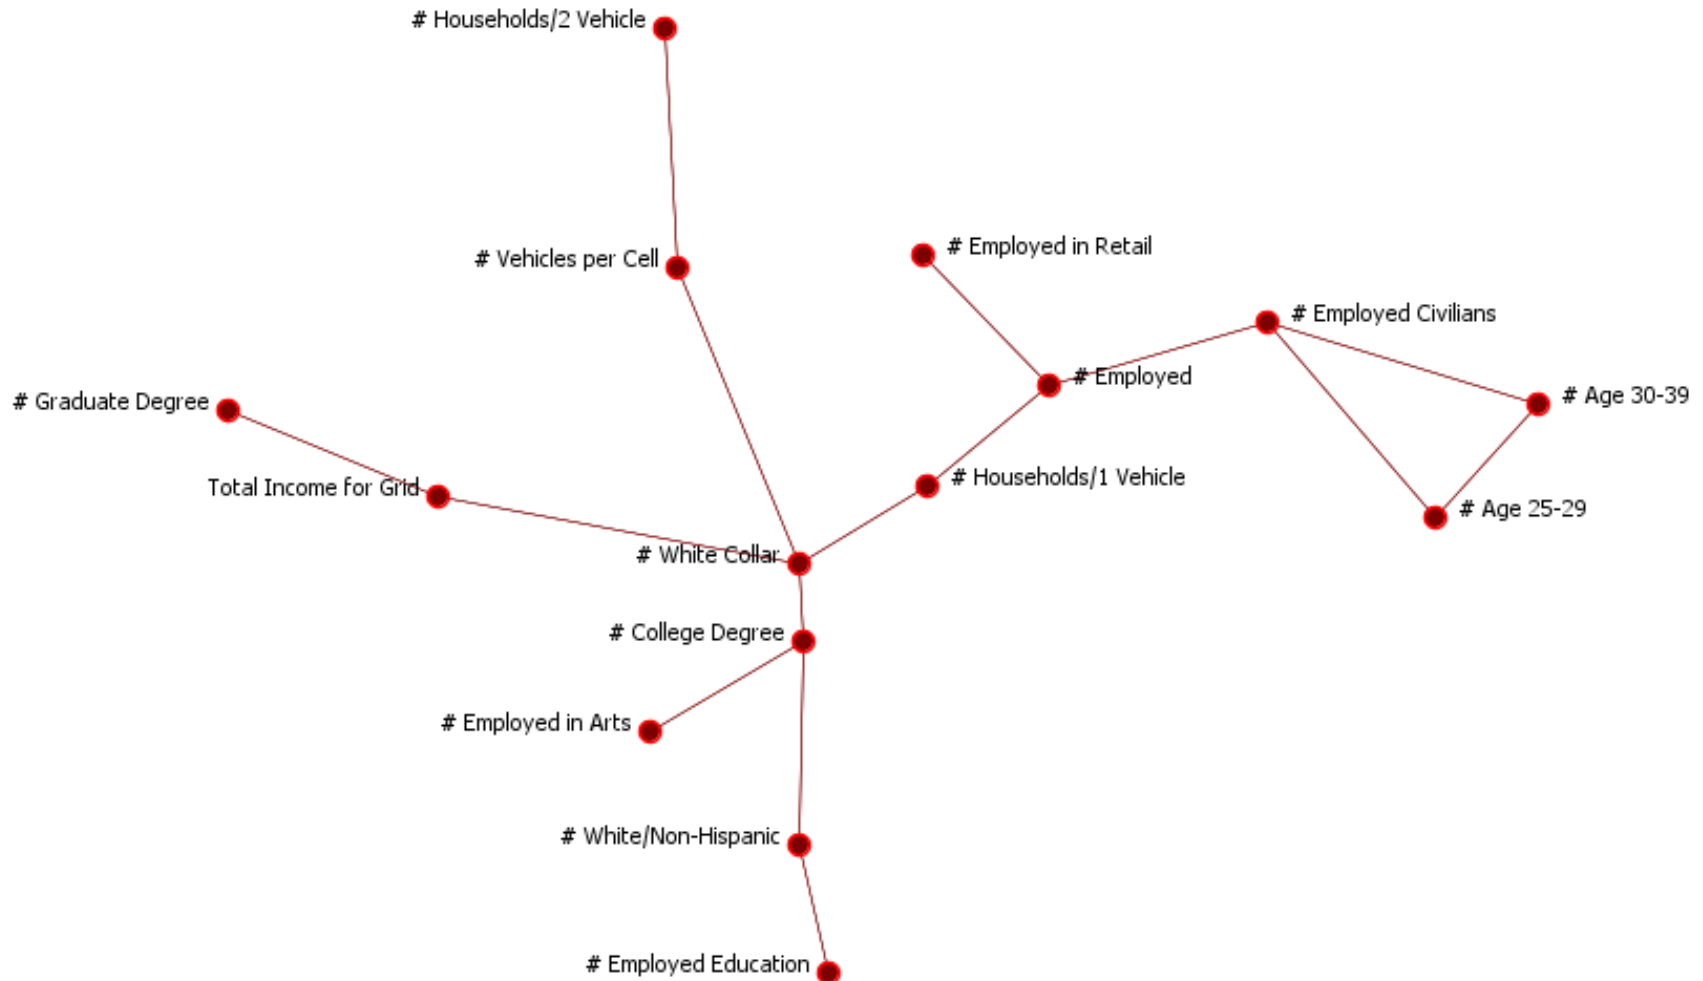 # Households/2 Vehicle
# Employed in Retail
# Vehicles per Cell
# Employed Civilians
# Employed
# Age 30-39
# Graduate Degree
# Households/1 Vehicle
Total Income for Grid
# Age 25-29
# White Collar
# College Degree
# Employed in Arts
# White/Non-Hispanic
# Employed Education